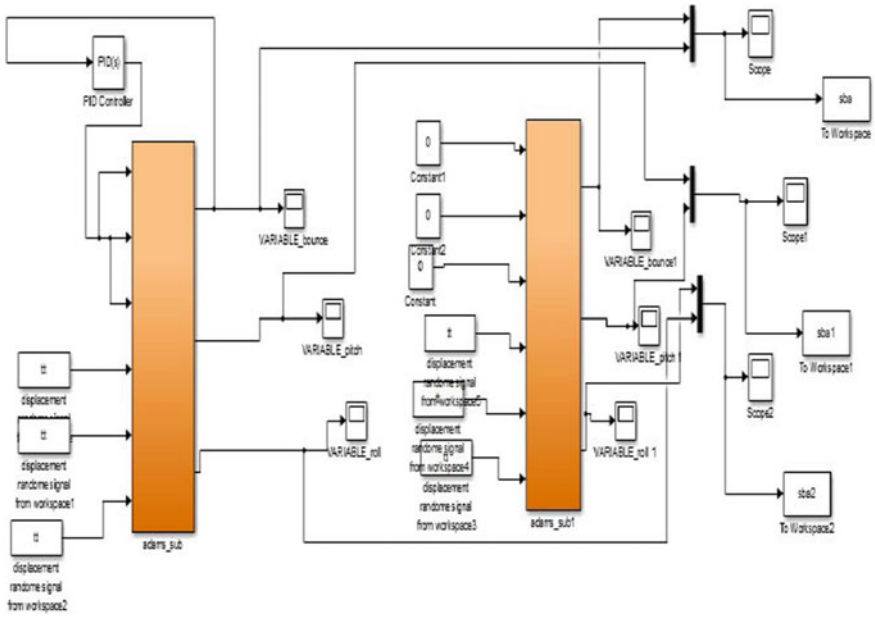 PID(s)
PID Controller
Scope
sba
To Workspace
0
Constant1
0
Constant2
0
Constant
VARIABLE_bounce
VARIABLE_bounce1
Scope1
VARIABLE_pitch
VARIABLE_pitch 1
sba1
To Workspace1
Scope2
tt
displacement
tt
displacement
randome signal
from workspace1
tt
displacement
randome signal
from workspace2
adams_sub
VARIABLE_roll
tt
displacement
randome signal
from workspace5
displacement
randome signal
from workspace4
tt
displacement
randome signal
from workspace3
adams_sub1
VARIABLE_roll 1
sba2
To Workspace2